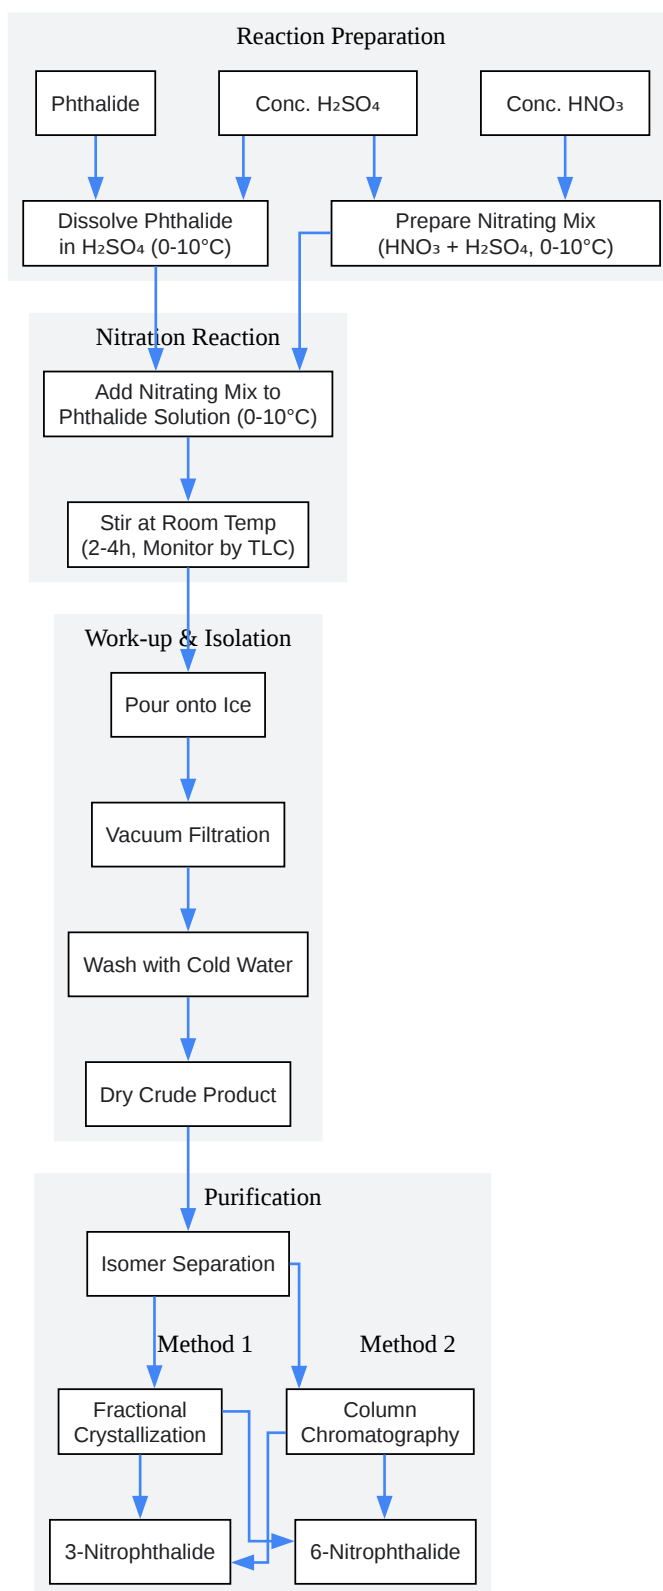 Reaction Preparation
Phthalide
Conc. H₂SO₄
Conc. HNO₃
Dissolve Phthalide
in H₂SO₄ (0-10°C)
Prepare Nitrating Mix
(HNO₃ + H₂SO₄, 0-10°C)
Nitration Reaction
Add Nitrating Mix to
Phthalide Solution (0-10°C)
Stir at Room Temp
(2-4h, Monitor by TLC)
Work-up & Isolation
Pour onto Ice
Vacuum Filtration
Wash with Cold Water
Dry Crude Product
Purification
Isomer Separation
Method 1
Method 2
Fractional
Crystallization
Column
Chromatography
3-Nitrophthalide
6-Nitrophthalide